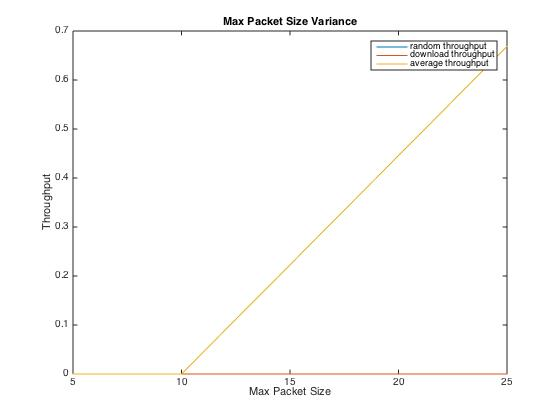 Max Packet Size Variance
random throughput
download throughput
average throughput
Throughput
0.7
0.6
0.5
0.4
0.3
0.2
0.1
0
5 10 15 20 25
Max Packet Size